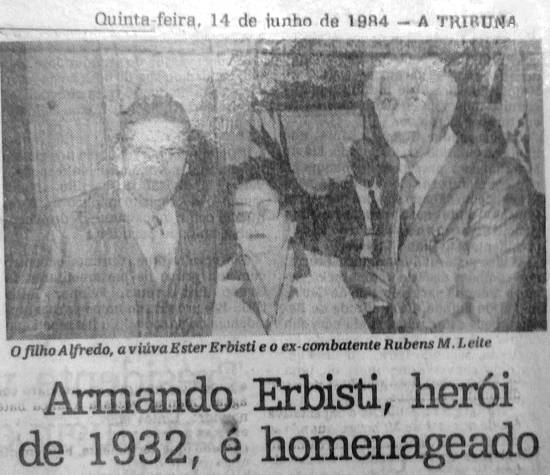 Quinta-feira, 14 de junho de 1984 — A TRIBUNA
O filho Alfredo, a viúva Ester Erbisti e o ex-combatente Rubens M. Leite
Armando Erbisti, herói
de 1932, é homenageado